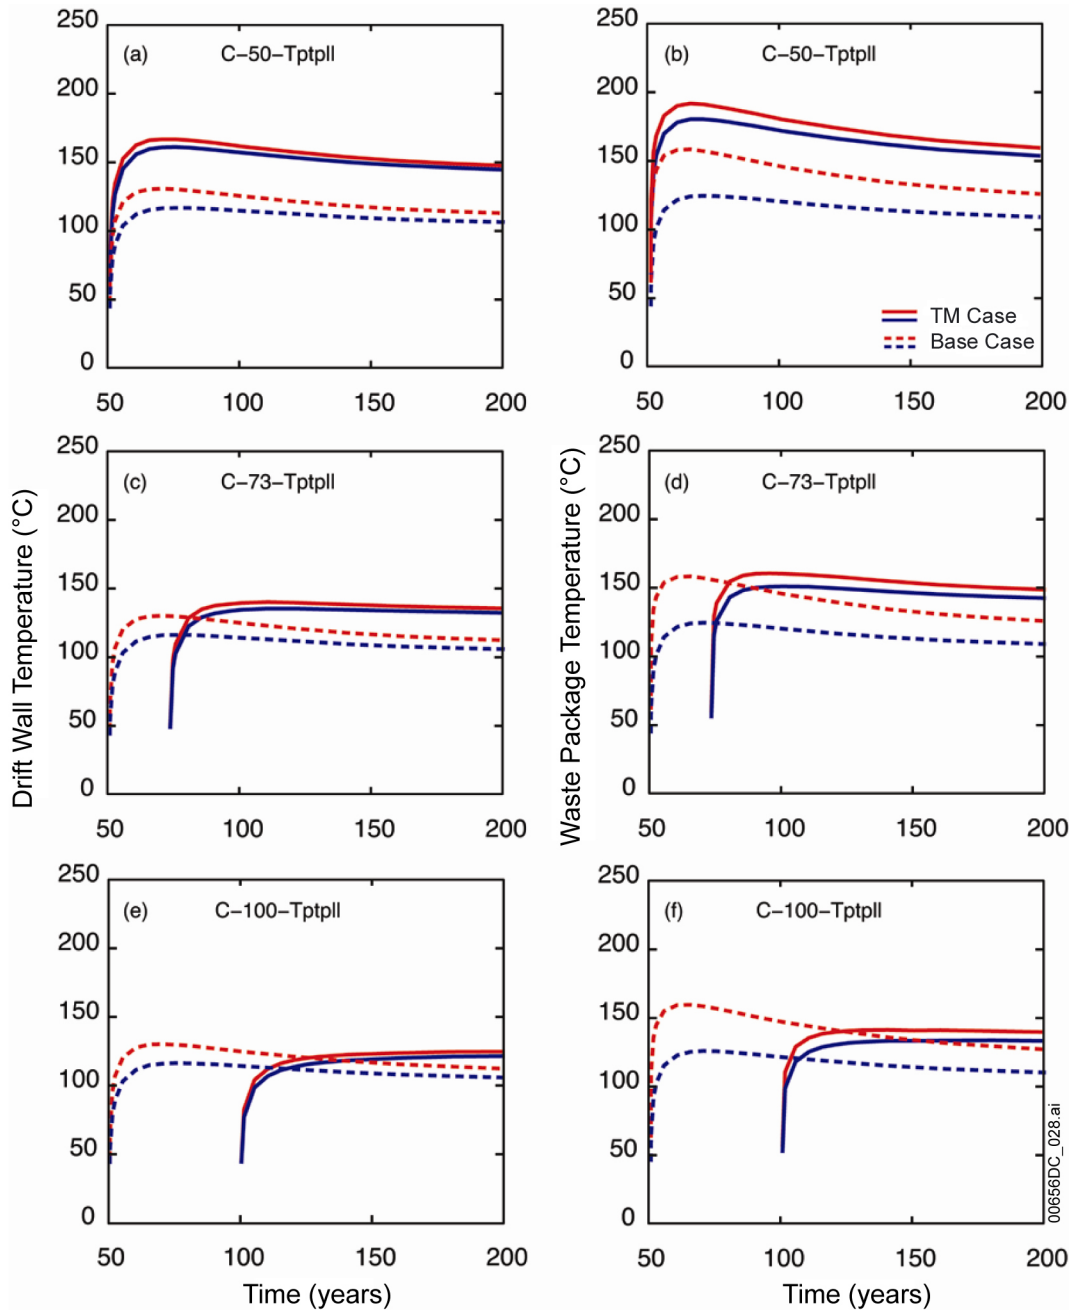 250
200
150
100
50
0
(a)
C–50–Tptpll
50 100 150 200
250
200
150
100
50
0
(b)
C–50–Tptpll
TM Case
Base Case
50 100 150 200
Drift Wall Temperature (°C)
250
200
150
100
50
0
(c)
C–73–Tptpll
50 100 150 200
Waste Package Temperature (°C)
250
200
150
100
50
0
(d)
C–73–Tptpll
50 100 150 200
250
200
150
100
50
0
(e)
C–100–Tptpll
50 100 150 200
Time (years)
250
200
150
100
50
0
(f)
C–100–Tptpll
50 100 150 200
Time (years)
00656DC_028.ai